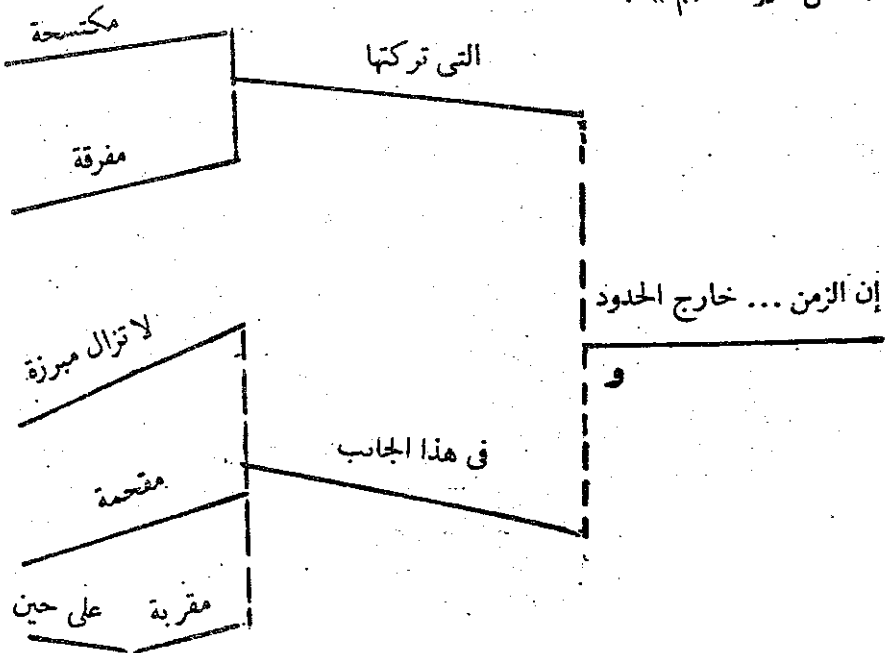 مكتسحة
التى تركتها
مفرقة
إن الزمن ... خارج الحدود
و
لا تزال مبرزة
فى هذا الجانب
مقحمة
مقربة على حين